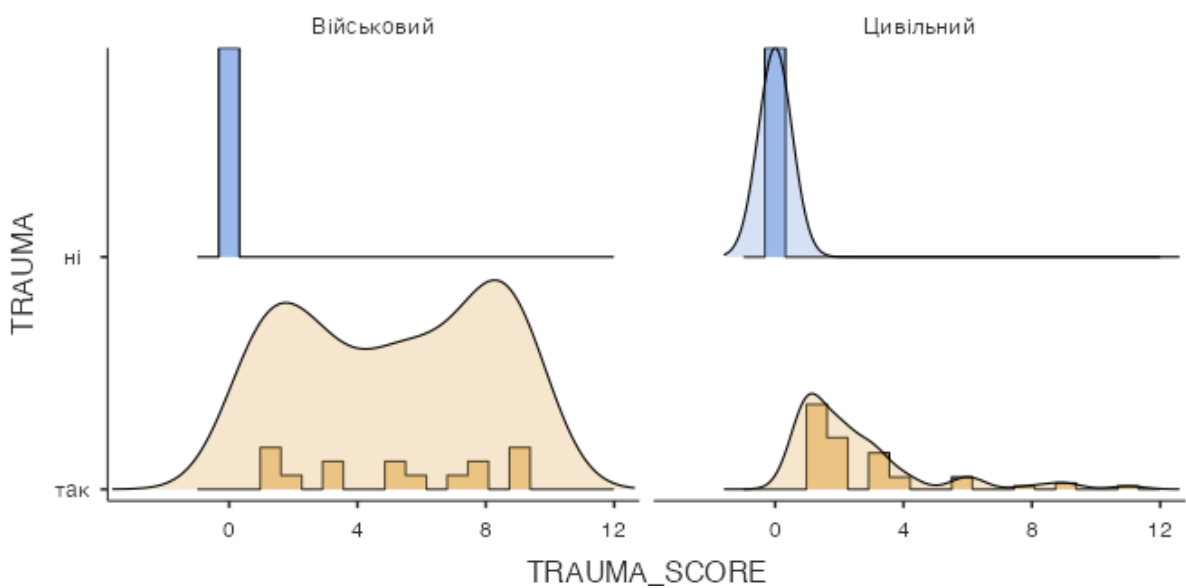 Військовий
Цивільний
TRAUMA
ні
так
0 4 8 12
0 4 8 12
TRAUMA_SCORE